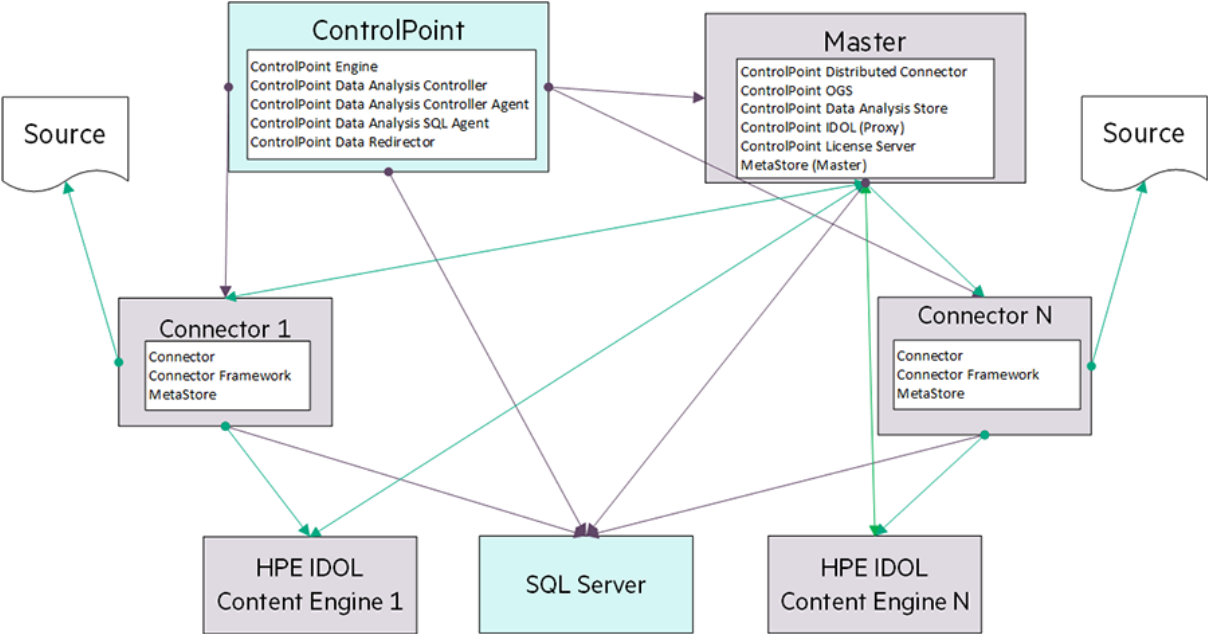 ControlPoint
ControlPoint Engine
ControlPoint Data Analysis Controller
ControlPoint Data Analysis Controller Agent
ControlPoint Data Analysis SQL Agent
ControlPoint Data Redirector
Master
ControlPoint Distributed Connector
ControlPoint OGS
ControlPoint Data Analysis Store
ControlPoint IDOL (Proxy)
ControlPoint License Server
MetaStore (Master)
Source
Source
Connector 1
Connector
Connector Framework
MetaStore
Connector N
Connector
Connector Framework
MetaStore
HPE IDOL
Content Engine 1
SQL Server
HPE IDOL
Content Engine N